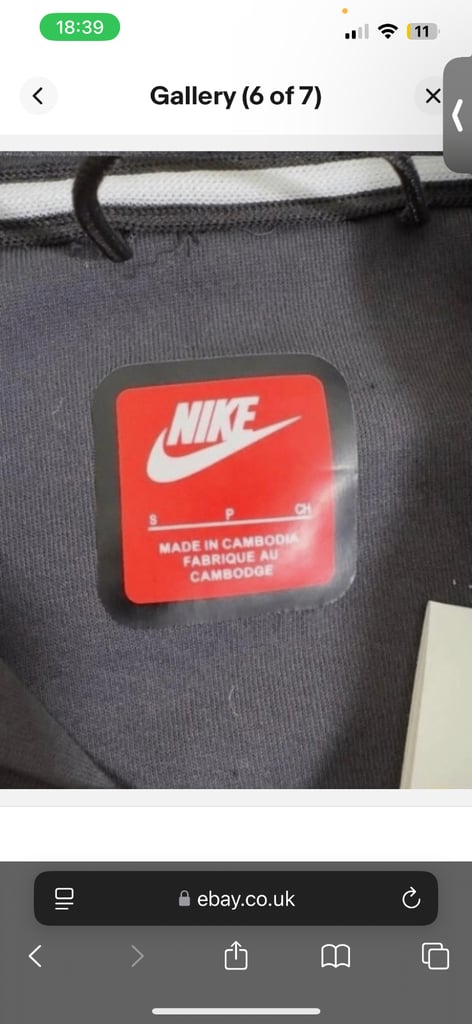 18:39
11
Gallery (6 of 7)
NIKE
S P CH
MADE IN CAMBODIA
FABRIQUE AU
CAMBODGE
ebay.co.uk